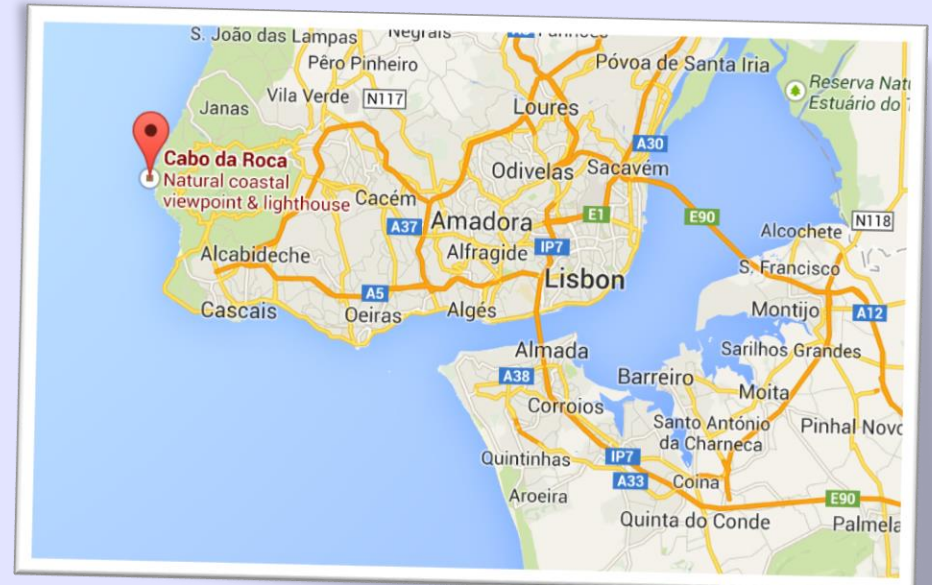 S. João das Lampas
Negrais
Póvoa de Santa Iria
Pêro Pinheiro
Reserva
Estuário do
Vila Verde
N117
Janas
Loures
A30
Cabo da Roca
Natural coastal
viewpoint & lighthouse
Odivelas
Sacavém
Cacém
A37
Amadora
E1
E90
N118
Alcochete
Alcabideche
Alfragide
IP7
Lisbon
S. Francisco
A5
Cascais
Oeiras
Algés
Montijo
A12
Almada
Sarilhos Grandes
A38
Barreiro
Moita
Corroios
Santo António
da Charneca
Pinhal Novo
Quintinhas
IP7
A33
Coina
Aroeira
E90
Quinta do Conde
Palmela